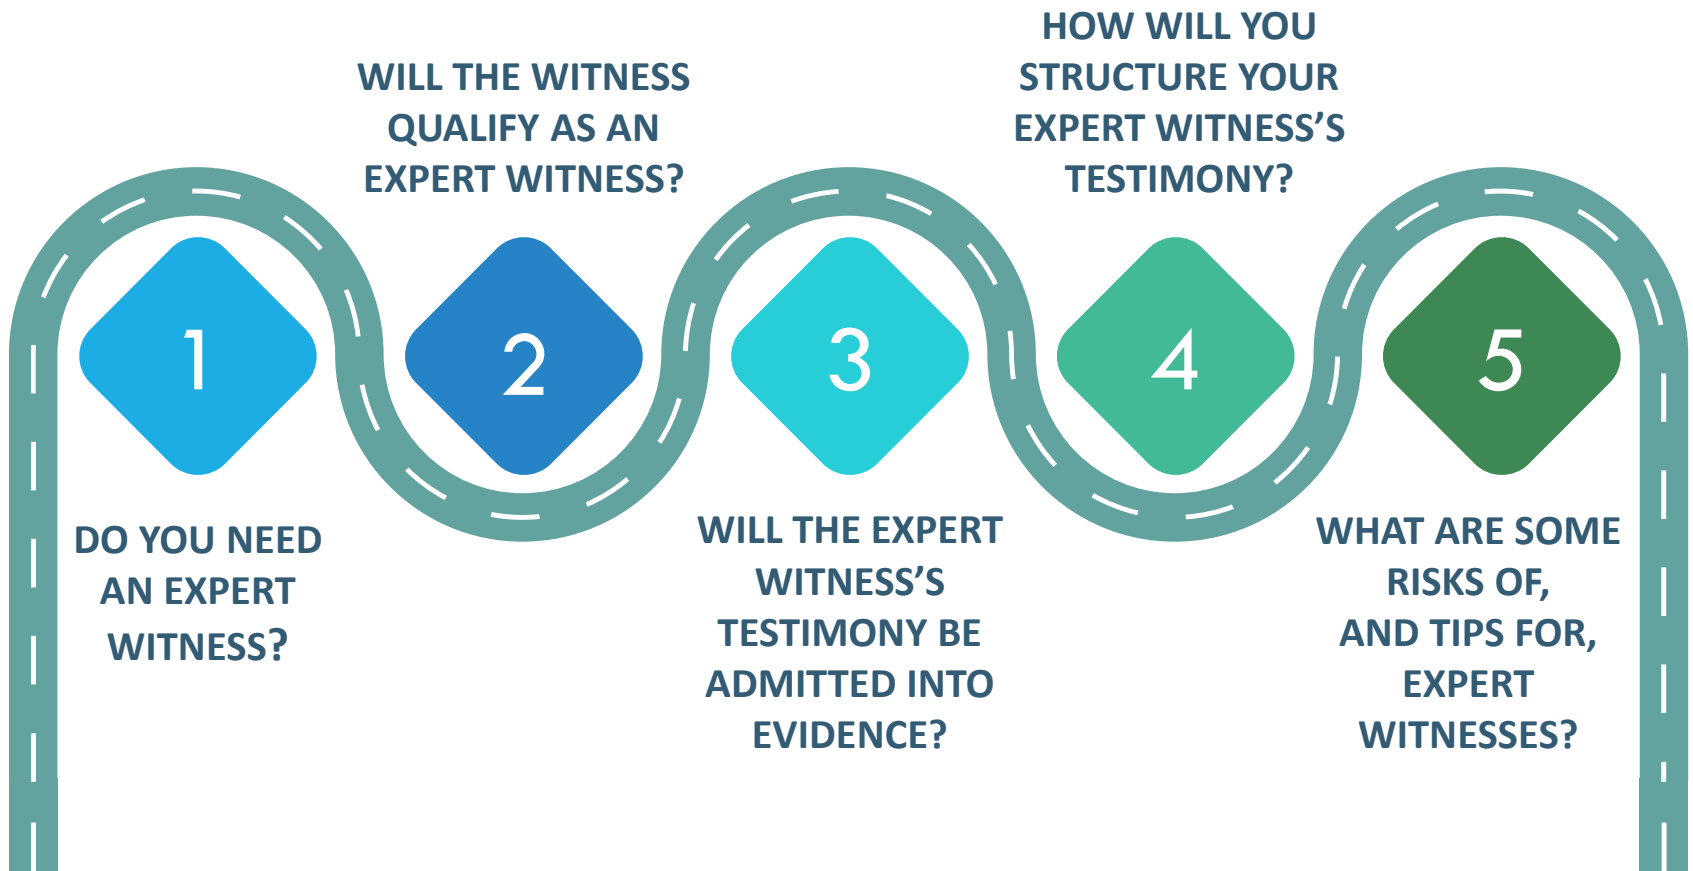 1
DO YOU NEED
AN EXPERT
WITNESS?
WILL THE WITNESS
QUALIFY AS AN
EXPERT WITNESS?
2
3
WILL THE EXPERT
WITNESS’S
TESTIMONY BE
ADMITTED INTO
EVIDENCE?
HOW WILL YOU
STRUCTURE YOUR
EXPERT WITNESS’S
TESTIMONY?
4
5
WHAT ARE SOME
RISKS OF,
AND TIPS FOR,
EXPERT
WITNESSES?